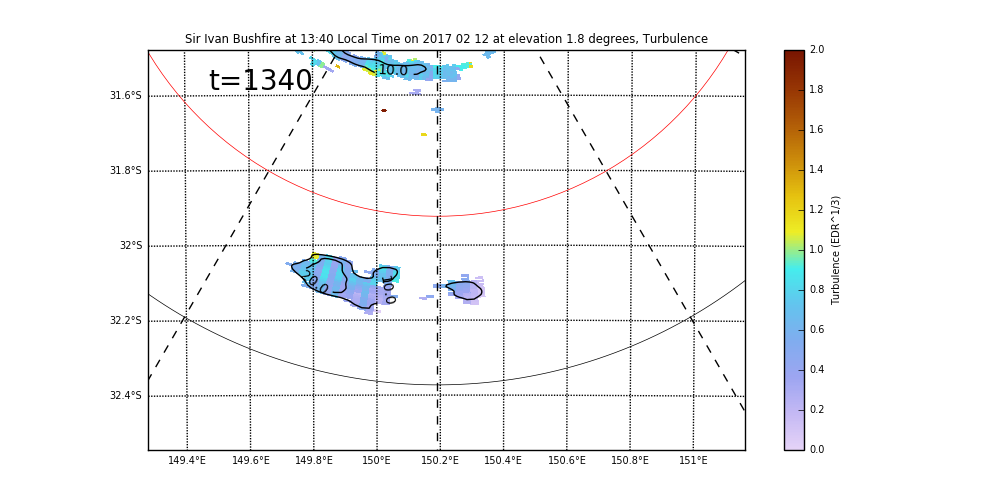 Sir Ivan Bushfire at 13:40 Local Time on 2017 02 12 at elevation 1.8 degrees, Turbulence
t=1340
10.0
10.0
31.6°S
31.8°S
32°S
32.2°S
32.4°S
149.4°E 149.6°E 149.8°E 150°E 150.2°E 150.4°E 150.6°E 150.8°E 151°E
2.0
1.8
1.6
1.4
1.2
1.0
0.8
0.6
0.4
0.2
0.0
Turbulence (EDR^1/3)